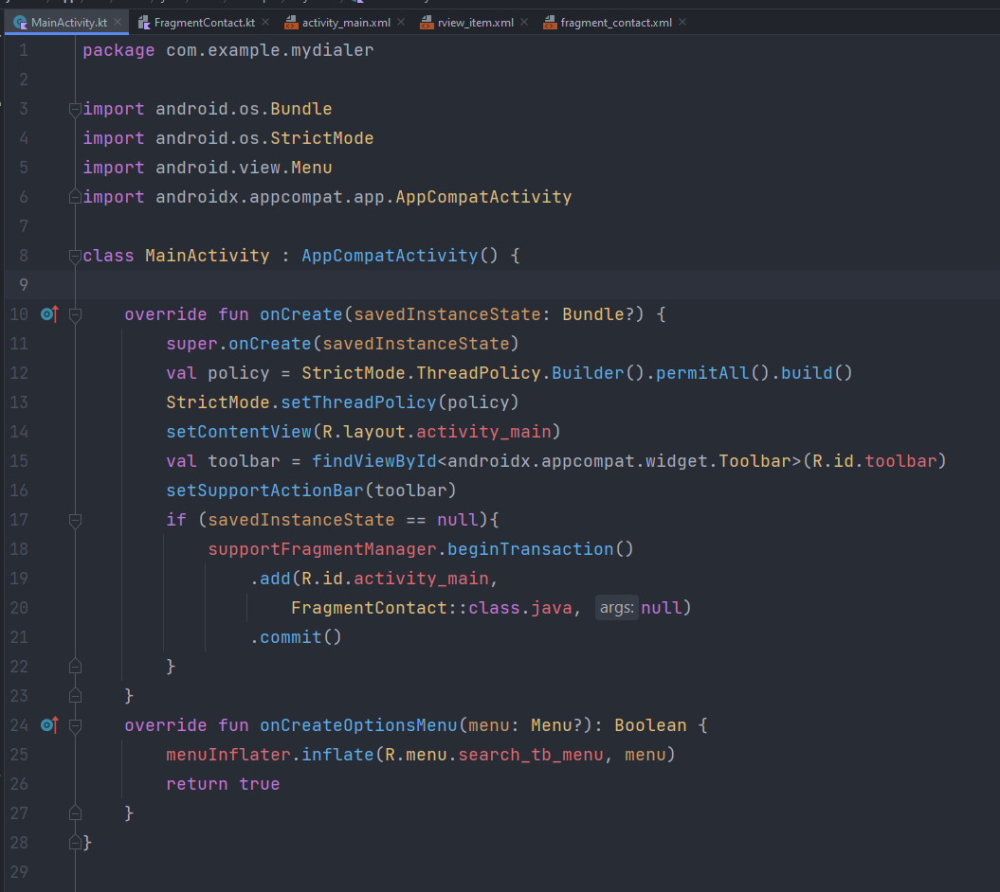 MainActivity.kt FragmentContact.kt activity_main.xml rview_item.xml fragment_contact.xml
1 package com.example.mydialer
2
3 import android.os.Bundle
4 import android.os.StrictMode
5 import android.view.Menu
6 import androidx.appcompat.app.AppCompatActivity
7
8 class MainActivity : AppCompatActivity() {
9
10 override fun onCreate(savedInstanceState: Bundle?) {
11 super.onCreate(savedInstanceState)
12 val policy = StrictMode.ThreadPolicy.Builder().permitAll().build()
13 StrictMode.setThreadPolicy(policy)
14 setContentView(R.layout.activity_main)
15 val toolbar = findViewById<androidx.appcompat.widget.Toolbar>(R.id.toolbar)
16 setSupportActionBar(toolbar)
17 if (savedInstanceState == null){
18 supportFragmentManager.beginTransaction()
19 .add(R.id.activity_main,
20 FragmentContact::class.java, args: null)
21 .commit()
22 }
23 }
24 override fun onCreateOptionsMenu(menu: Menu?): Boolean {
25 menuInflater.inflate(R.menu.search_tb_menu, menu)
26 return true
27 }
28 }
29